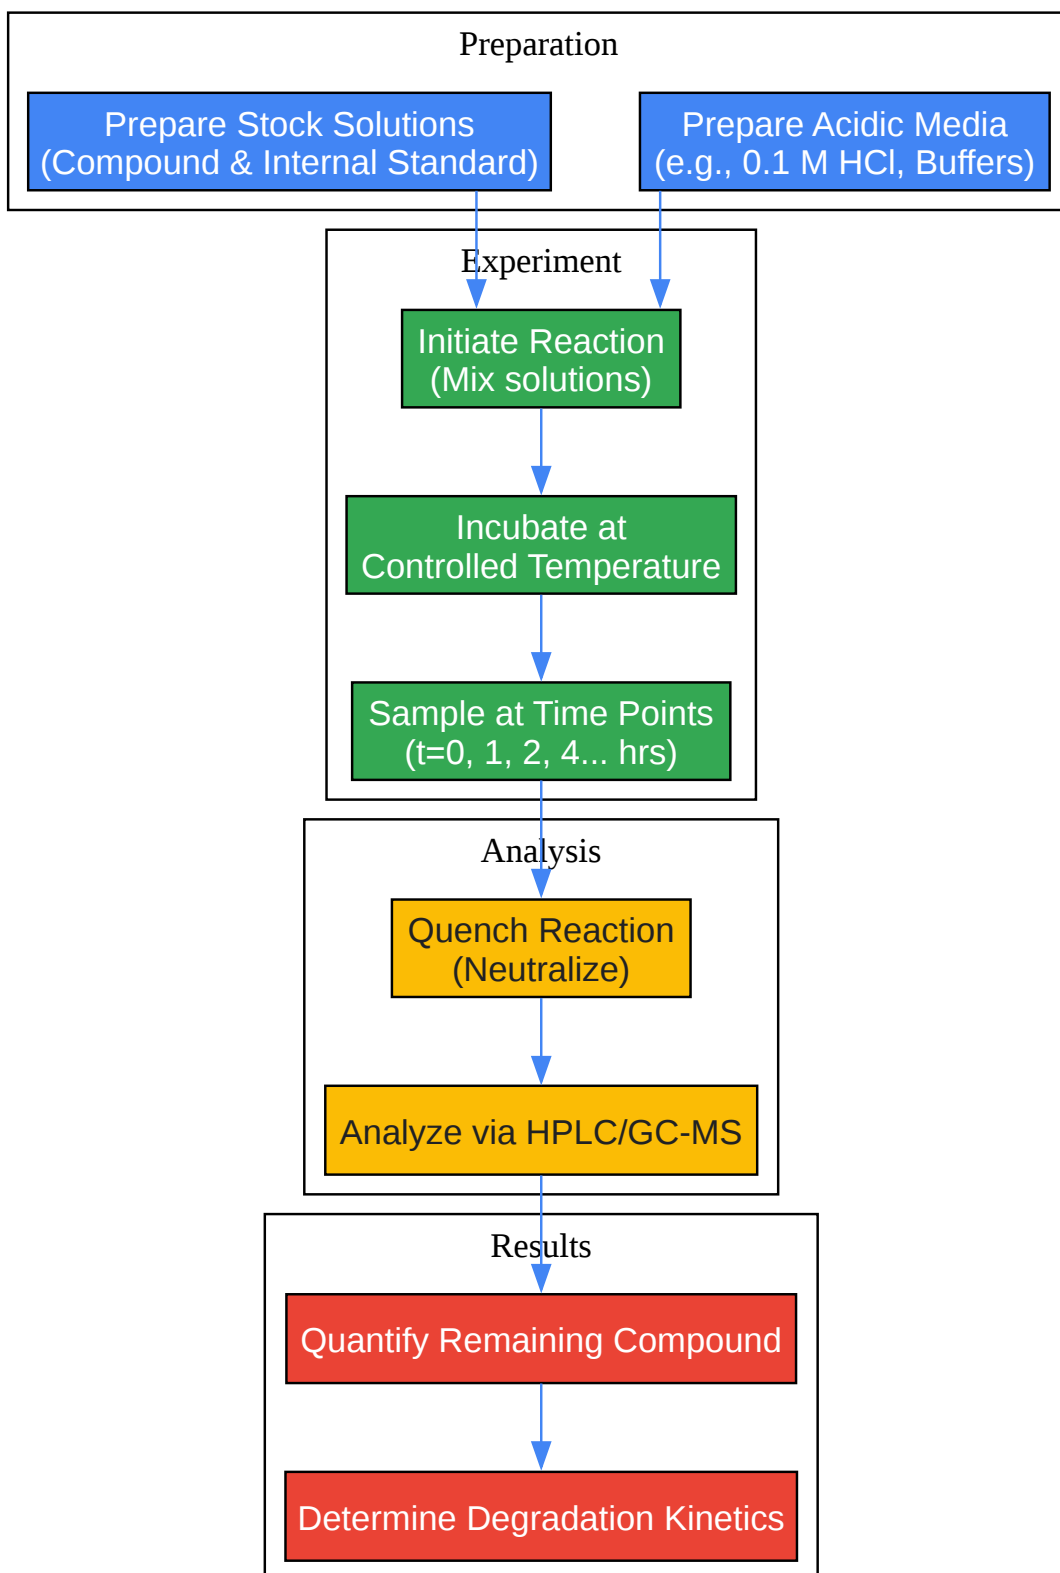 Preparation
Prepare Stock Solutions
(Compound & Internal Standard)
Prepare Acidic Media
(e.g., 0.1 M HCl, Buffers)
Experiment
Initiate Reaction
(Mix solutions)
Incubate at
Controlled Temperature
Sample at Time Points
(t=0, 1, 2, 4... hrs)
Analysis
Quench Reaction
(Neutralize)
Analyze via HPLC/GC-MS
Results
Quantify Remaining Compound
Determine Degradation Kinetics